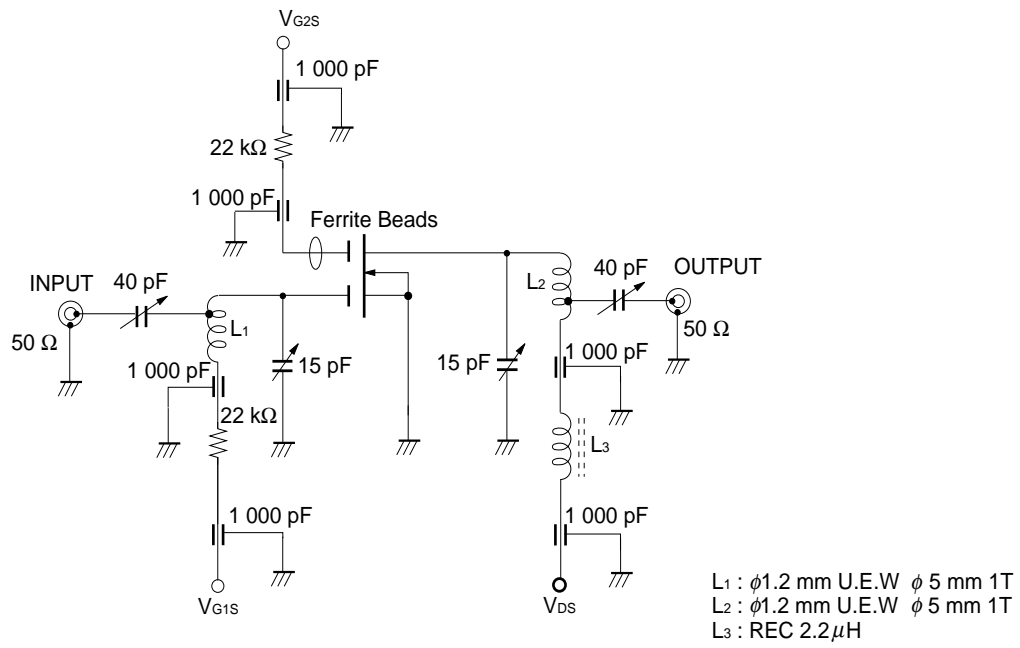 VG2S
1 000 pF
22 kΩ
1 000 pF
Ferrite Beads
INPUT
40 pF
50 Ω
L1
15 pF
1 000 pF
22 kΩ
1 000 pF
VG1S
L2
40 pF
OUTPUT
50 Ω
15 pF
1 000 pF
L3
1 000 pF
VDS
L1 : ϕ1.2 mm U.E.W ϕ 5 mm 1T
L2 : ϕ1.2 mm U.E.W ϕ 5 mm 1T
L3 : REC 2.2 μH